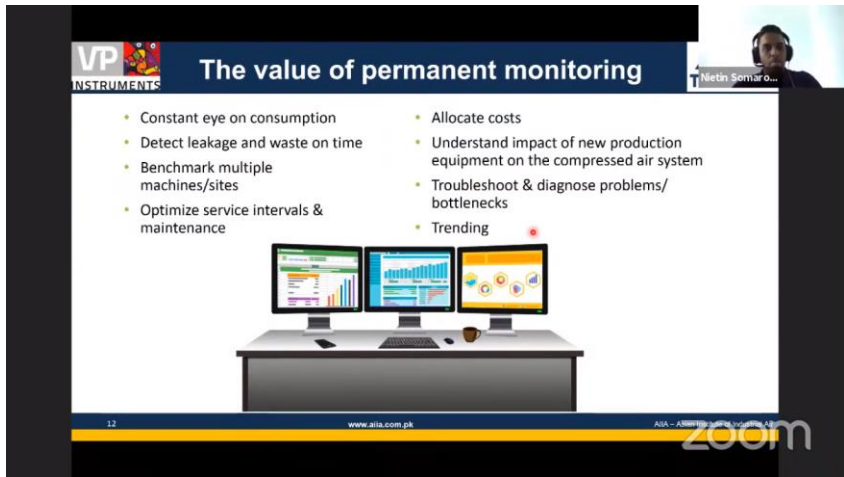 VP
INSTRUMENTS
The value of permanent monitoring
Nietin Somaro...
• Constant eye on consumption
• Detect leakage and waste on time
• Benchmark multiple
machines/sites
• Optimize service intervals &
maintenance
• Allocate costs
• Understand impact of new production
equipment on the compressed air system
• Troubleshoot & diagnose problems/
bottlenecks
• Trending
12
www.aiia.com.pk
AIIA – Asian Institute of Industrial Air
zoom